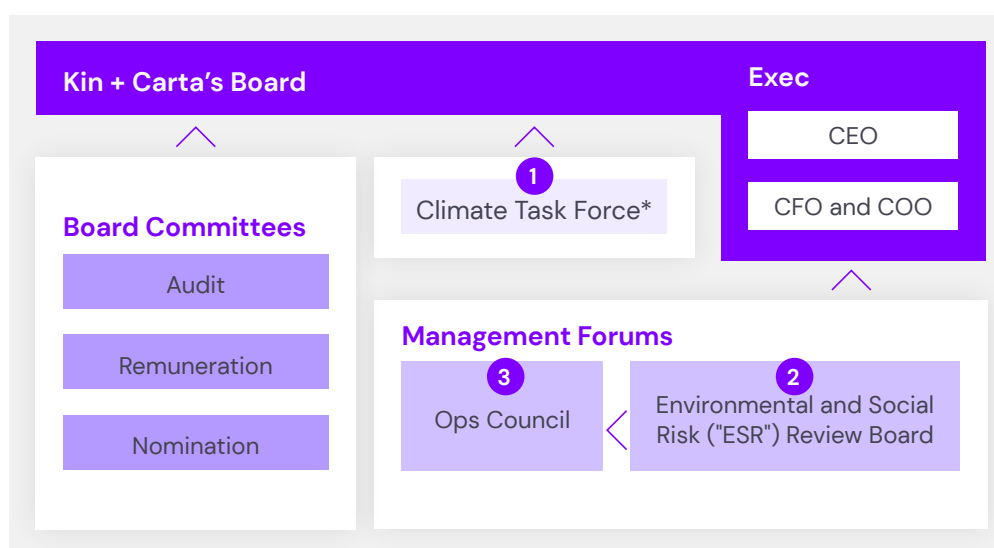 Kin + Carta’s Board
Exec
CEO
CFO and COO
1
Climate Task Force*
Board Committees
Audit
Remuneration
Nomination
Management Forums
3
Ops Council
2
Environmental and Social
Risk ("ESR") Review Board